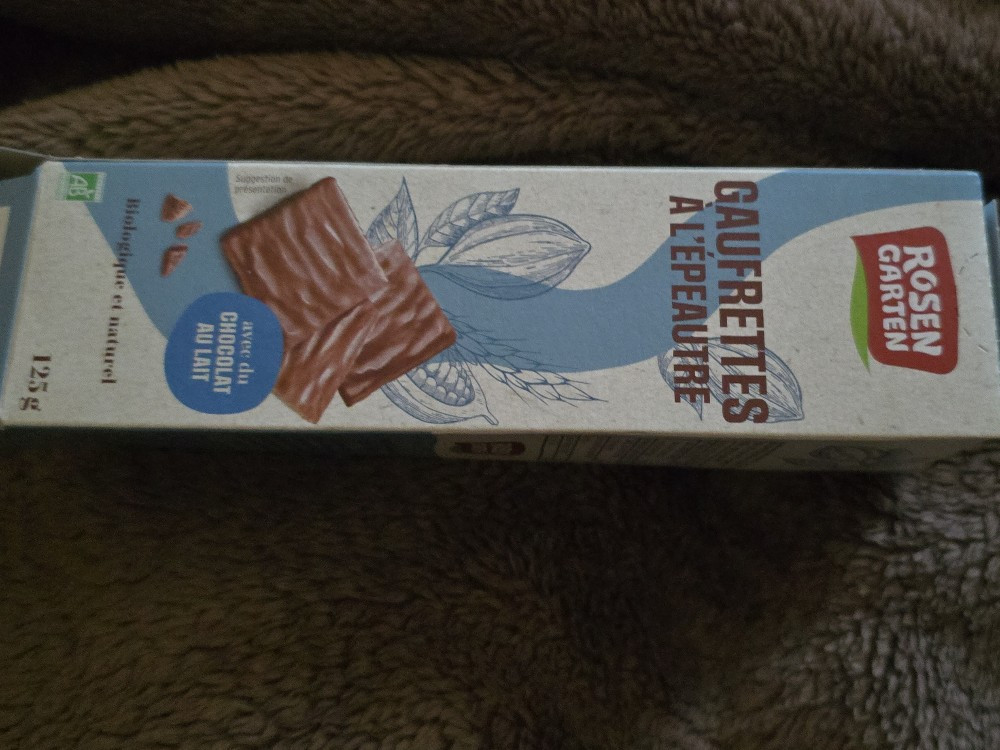 ROSEN
GARTEN
GAUFRETTES
À L'ÉPEAUTRE
Suggestion de
présentation
avec du
CHOCOLAT
AU LAIT
Biologique et naturel
AB
125 g